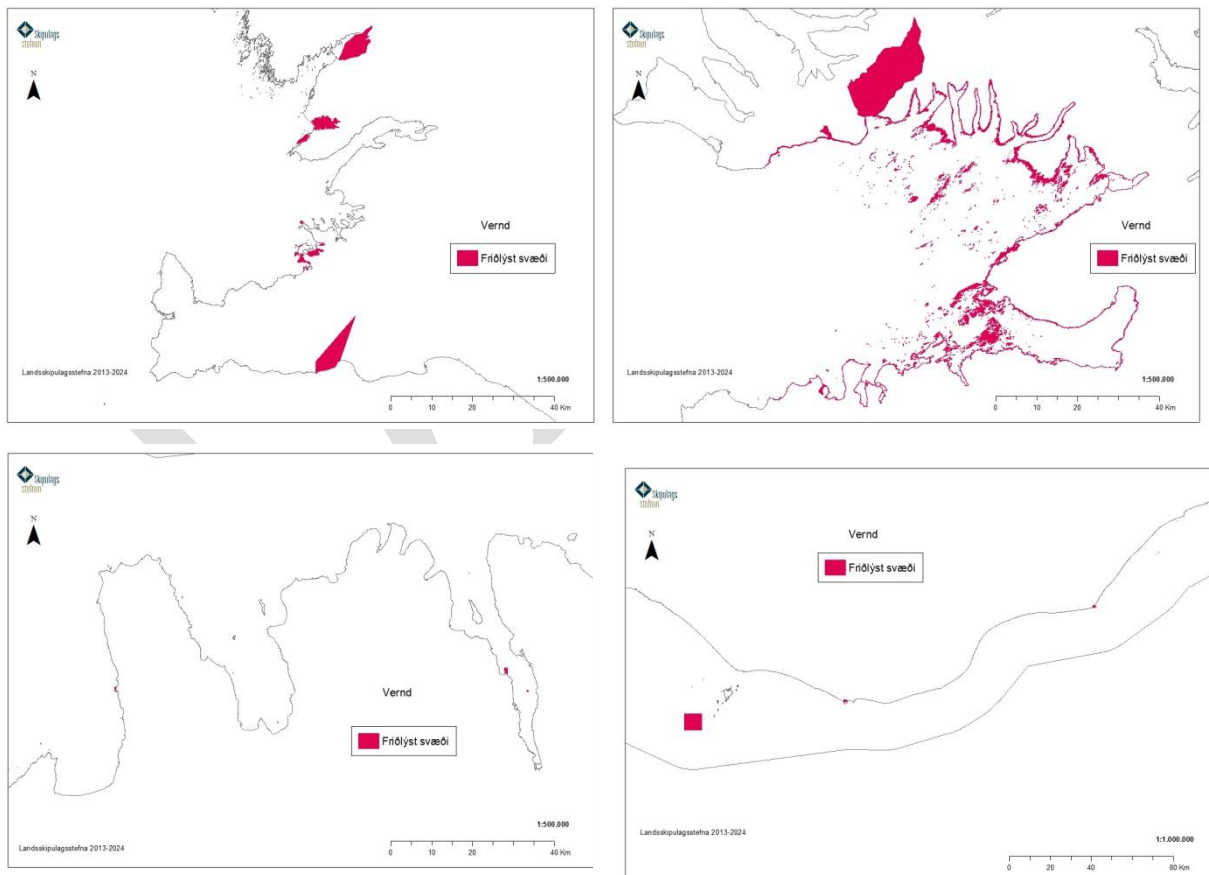 Skipulags
stofnun
N
Vernd
Friðlýst svæði
Landsskipulagsstefna 2013-2024
1:500.000
0 10 20 40 Km
Skipulags
stofnun
N
Vernd
Friðlýst svæði
Landsskipulagsstefna 2013-2024
1:500.000
0 10 20 40 Km
Skipulags
stofnun
N
Vernd
Friðlýst svæði
Landsskipulagsstefna 2013-2024
1:500.000
0 10 20 40 Km
Skipulags
stofnun
N
Vernd
Friðlýst svæði
Landsskipulagsstefna 2013-2024
1:1.000.000
0 20 40 80 Km